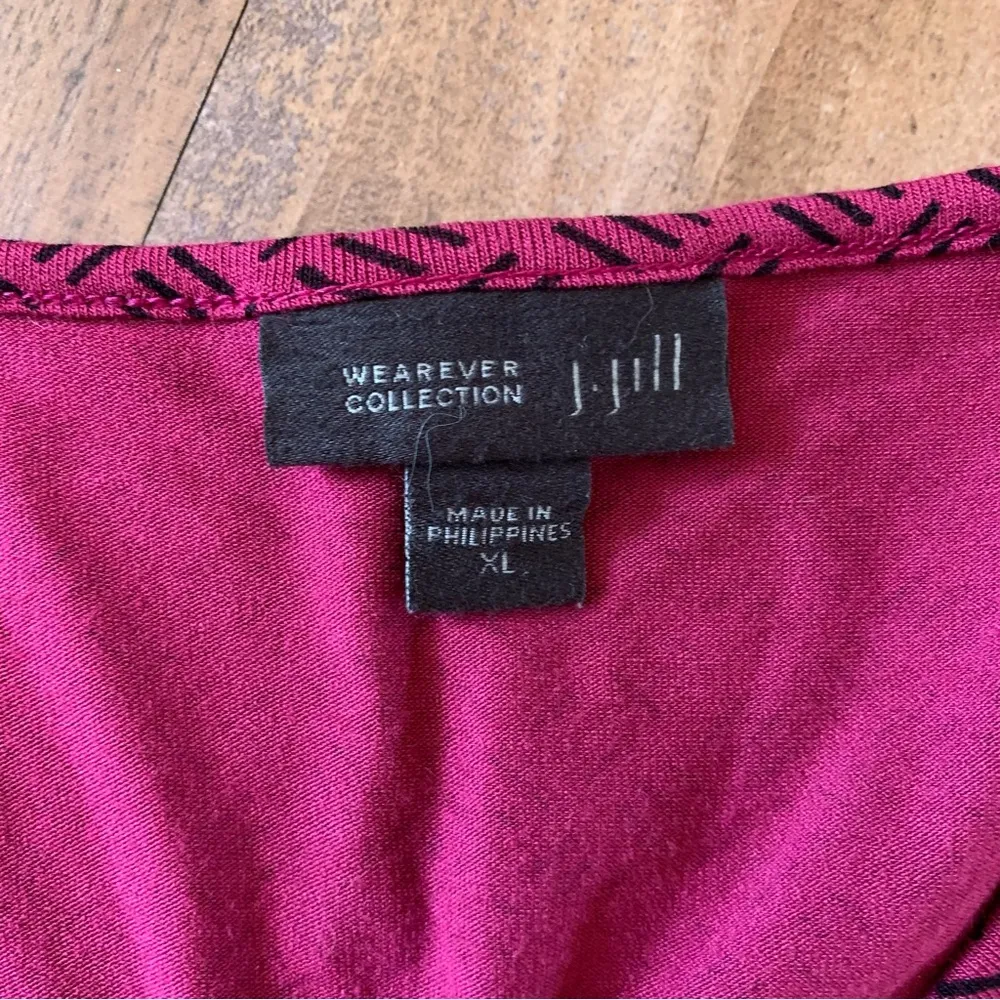 WEAREVER
COLLECTION
J.Jill
MADE IN
PHILIPPINES
XL